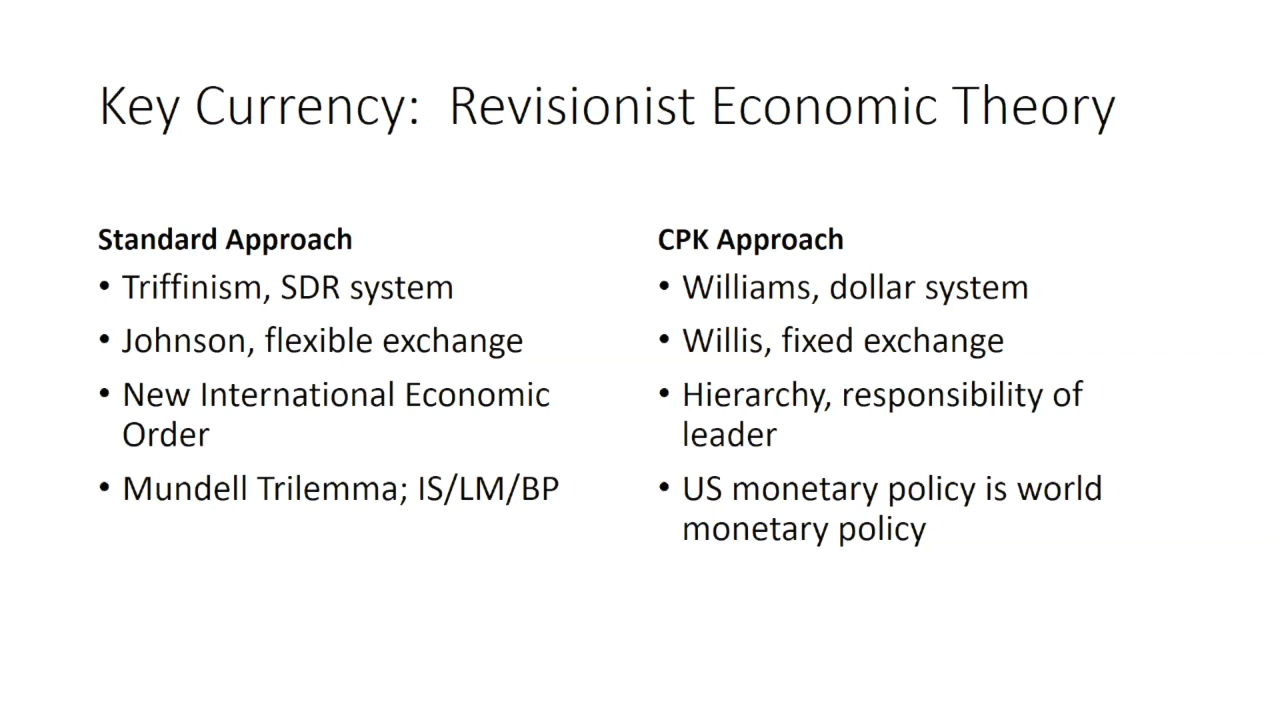 Key Currency:  Revisionist Economic Theory
Standard Approach
• Triffinism, SDR system
• Johnson, flexible exchange
• New International Economic
Order
• Mundell Trilemma; IS/LM/BP
CPK Approach
• Williams, dollar system
• Willis, fixed exchange
• Hierarchy, responsibility of
leader
• US monetary policy is world
monetary policy